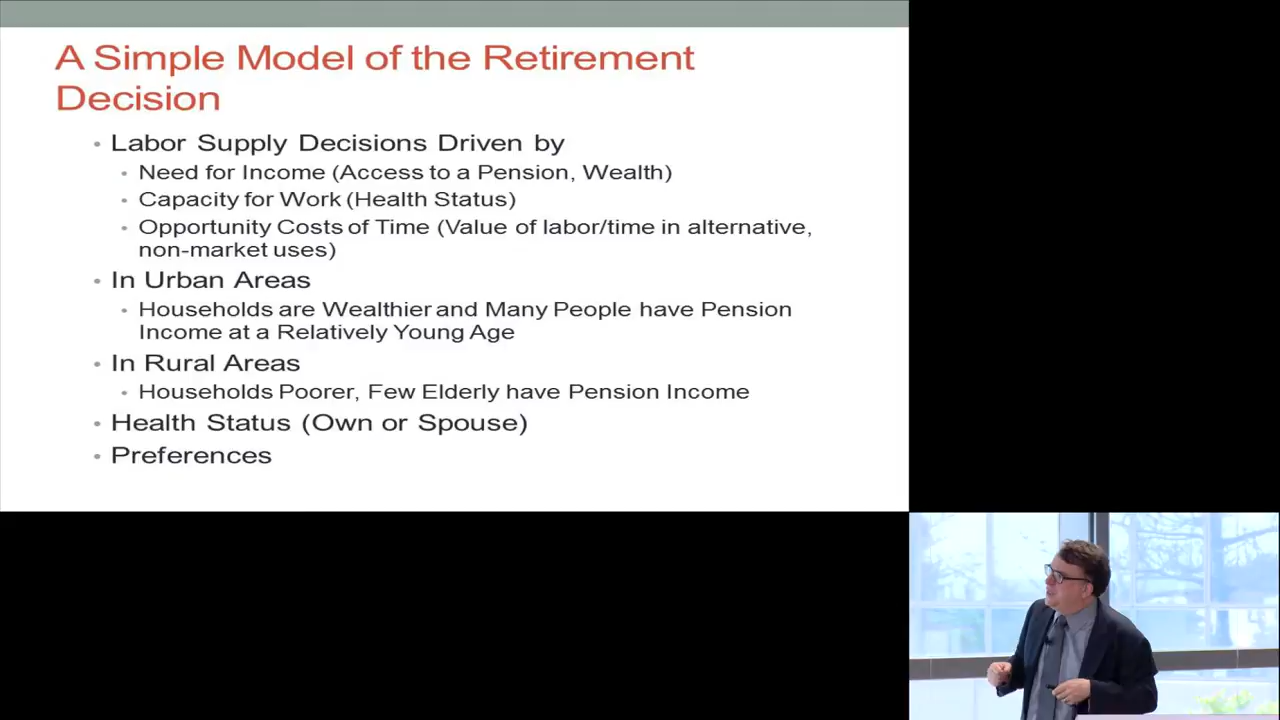 A Simple Model of the Retirement
Decision
• Labor Supply Decisions Driven by
• Need for Income (Access to a Pension, Wealth)
• Capacity for Work (Health Status)
• Opportunity Costs of Time (Value of labor/time in alternative,
non-market uses)
• In Urban Areas
• Households are Wealthier and Many People have Pension
Income at a Relatively Young Age
• In Rural Areas
• Households Poorer, Few Elderly have Pension Income
• Health Status (Own or Spouse)
• Preferences